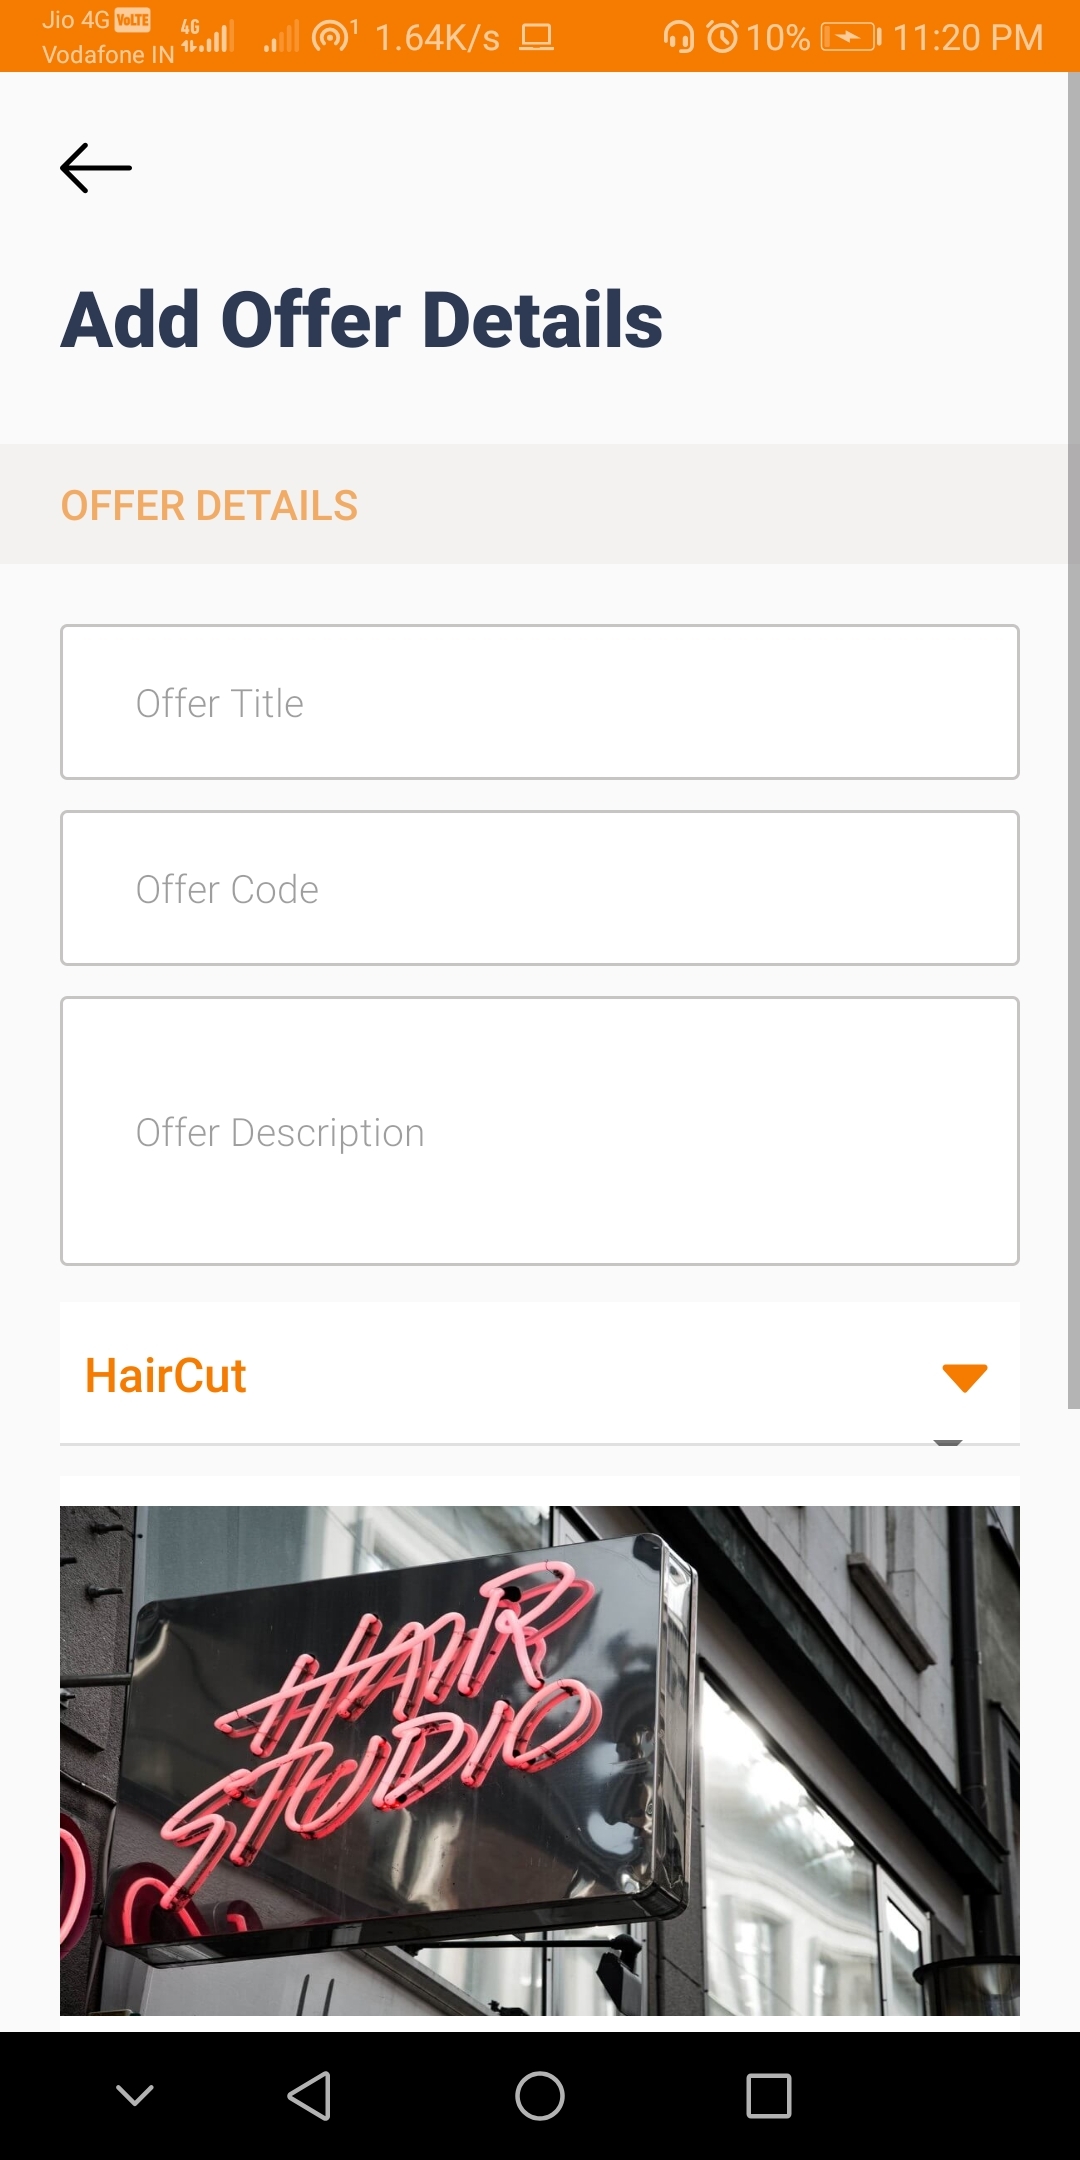 Jio 4G VoLTE
Vodafone IN
4G
1 1.64K/s 10% 11:20 PM
Add Offer Details
OFFER DETAILS
Offer Title
Offer Code
Offer Description
HairCut
HAIR
STUDIO